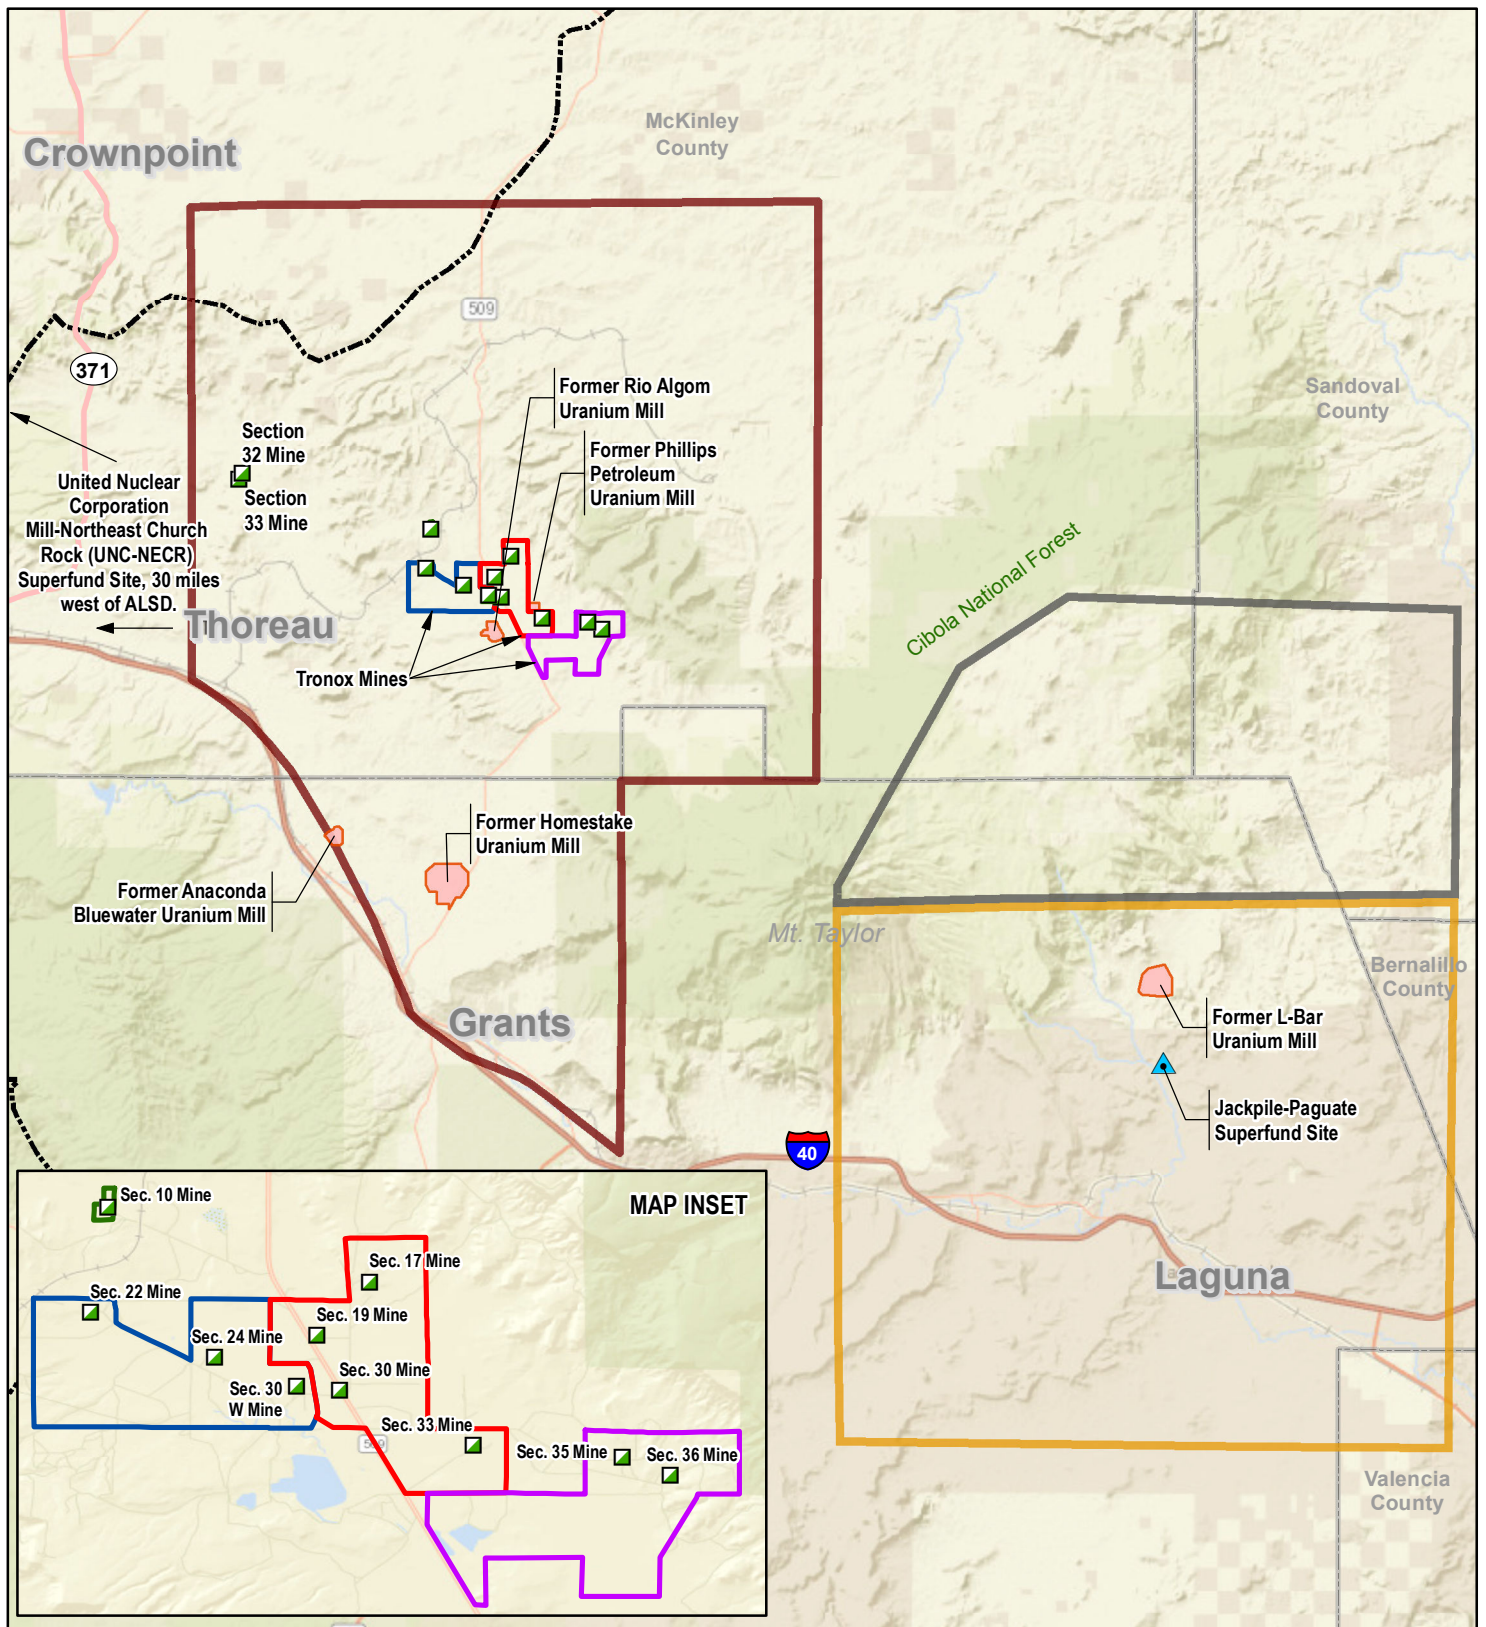 McKinley
County
Crownpoint
509
371
Former Rio Algom
Uranium Mill
Sandoval
County
Section
32 Mine
Former Phillips
Petroleum
Uranium Mill
Section
33 Mine
United Nuclear
Corporation
Mill-Northeast Church
Rock (UNC-NECR)
Superfund Site, 30 miles
west of ALSD.
Thoreau
Cibola National Forest
Tronox Mines
Former Homestake
Uranium Mill
Former Anaconda
Bluewater Uranium Mill
Mt. Taylor
Bernalillo
County
Grants
Former L-Bar
Uranium Mill
Jackpile-Paguate
Superfund Site
40
Laguna
Valencia
County
MAP INSET
Sec. 10 Mine
Sec. 17 Mine
Sec. 22 Mine
Sec. 19 Mine
Sec. 24 Mine
Sec. 30 Mine
Sec. 30
W Mine
Sec. 33 Mine
509
Sec. 35 Mine
Sec. 36 Mine